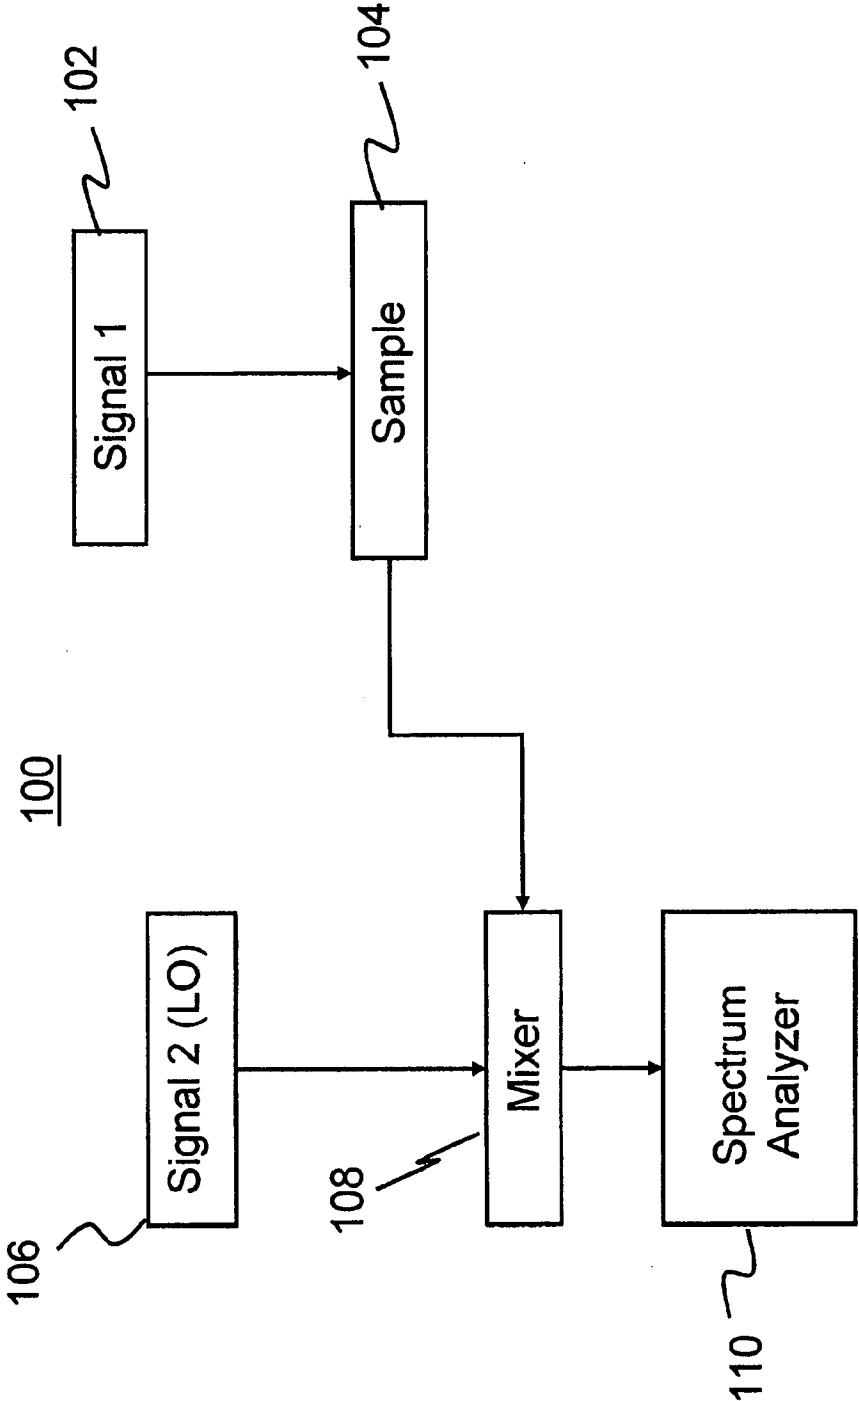 100
106
Signal 2 (LO)
108
Mixer
110
Spectrum
Analyzer
Signal 1
102
Sample
104